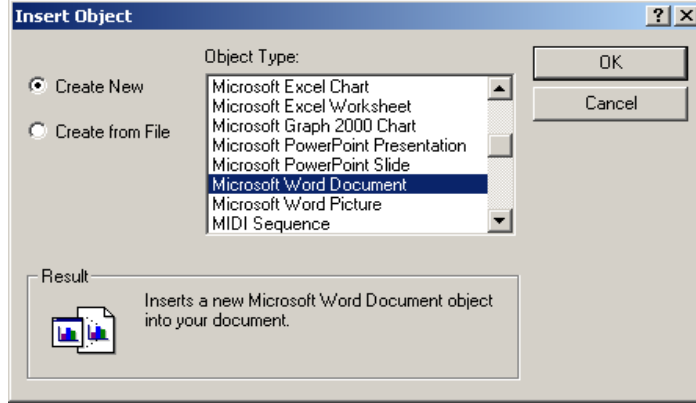 Insert Object
Object Type:
Create New
Create from File
Microsoft Excel Chart
Microsoft Excel Worksheet
Microsoft Graph 2000 Chart
Microsoft PowerPoint Presentation
Microsoft PowerPoint Slide
Microsoft Word Document
Microsoft Word Picture
MIDI Sequence
OK
Cancel
Result
Inserts a new Microsoft Word Document object
into your document.